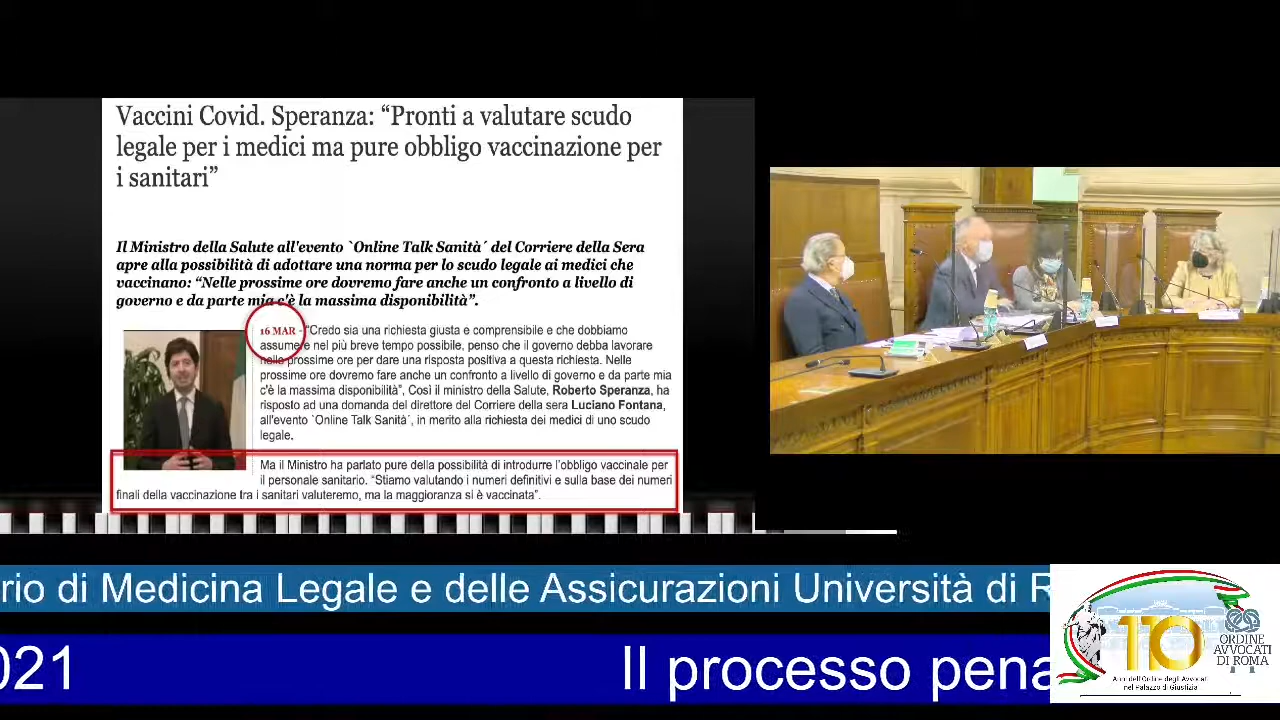 Vaccini Covid. Speranza: “Pronti a valutare scudo
legale per i medici ma pure obbligo vaccinazione per
i sanitari”
Il Ministro della Salute all'evento `Online Talk Sanità´ del Corriere della Sera
apre alla possibilità di adottare una norma per lo scudo legale ai medici che
vaccinano: “Nelle prossime ore dovremo fare anche un confronto a livello di
governo e da parte mia c'è la massima disponibilità”.
16 MAR - “Credo sia una richiesta giusta e comprensibile e che dobbiamo
assumere nel più breve tempo possibile, penso che il governo debba lavorare
nelle prossime ore per dare una risposta positiva a questa richiesta. Nelle
prossime ore dovremo fare anche un confronto a livello di governo e da parte mia
c'è la massima disponibilità”, Così il ministro della Salute, Roberto Speranza, ha
risposto ad una domanda del direttore del Corriere della sera Luciano Fontana,
all'evento `Online Talk Sanità´, in merito alla richiesta dei medici di uno scudo
legale.
Ma il Ministro ha parlato pure della possibilità di introdurre l'obbligo vaccinale per
il personale sanitario. “Stiamo valutando i numeri definitivi e sulla base dei numeri
finali della vaccinazione tra i sanitari valuteremo, ma la maggioranza si è vaccinata”.
rio di Medicina Legale e delle Assicurazioni Università di R
021 Il processo pena
110
ORDINE
AVVOCATI
DI ROMA
Anni dell'Ordine degli Avvocati
nel Palazzo di Giustizia